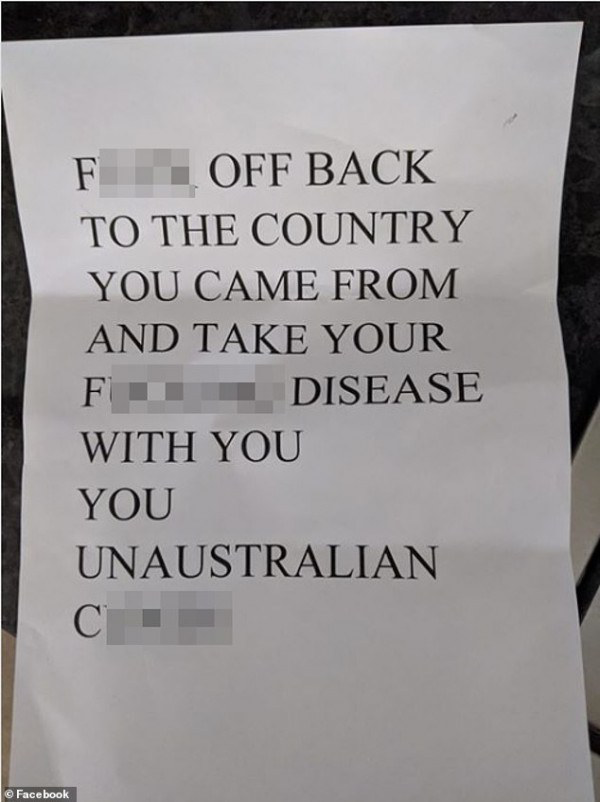 F OFF BACK
TO THE COUNTRY
YOU CAME FROM
AND TAKE YOUR
F DISEASE
WITH YOU
YOU
UNAUSTRALIAN
C
© Facebook